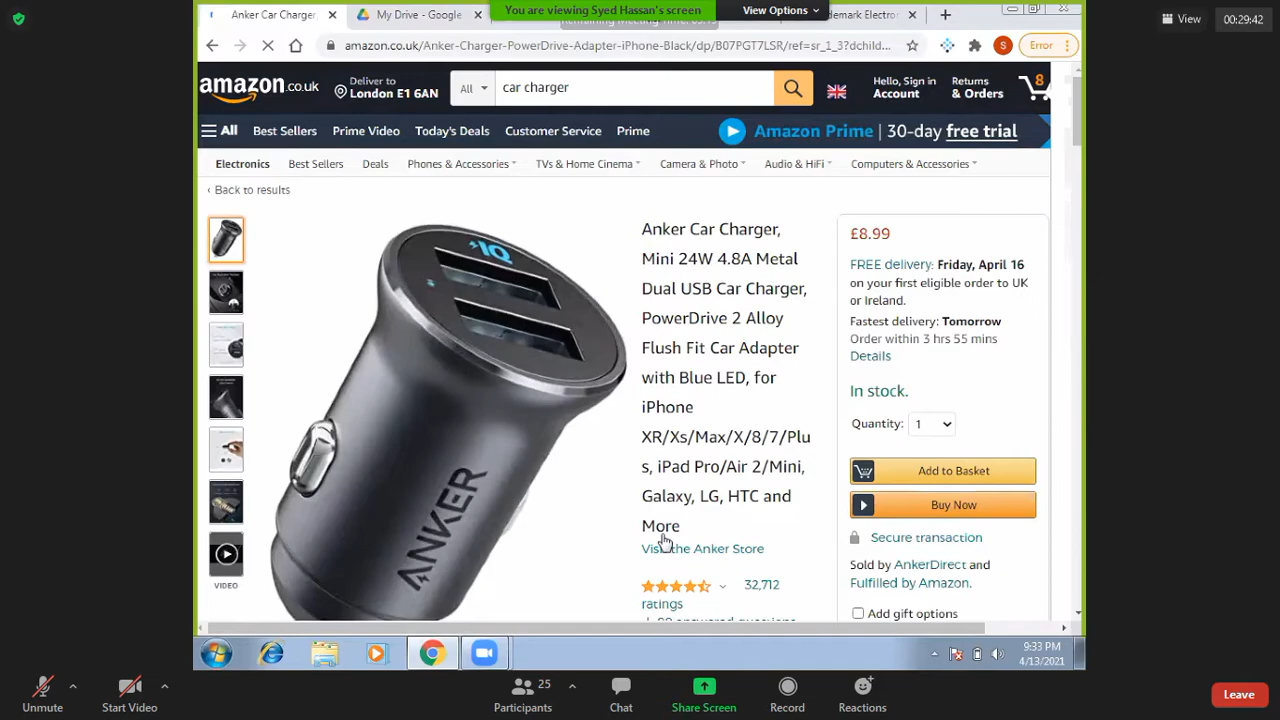 You are viewing Syed Hassan's screen
View Options
View
00:29:42
Anker Car Charger,
My Drive - Google
demark Electron
amazon.co.uk/Anker-Charger-PowerDrive-Adapter-iPhone-Black/dp/B07PGT7LSR/ref=sr_1_3?dchild...
S
Error
amazon.co.uk
Deliver to
London E1 6AN
All
car charger
Hello, Sign in
Account
Returns
& Orders
8
All
Best Sellers
Prime Video
Today's Deals
Customer Service
Prime
Amazon Prime | 30-day free trial
Electronics
Best Sellers
Deals
Phones & Accessories
TVs & Home Cinema
Camera & Photo
Audio & HiFi
Computers & Accessories
‹ Back to results
IQ
ANKER
VIDEO
Anker Car Charger,
Mini 24W 4.8A Metal
Dual USB Car Charger,
PowerDrive 2 Alloy
Flush Fit Car Adapter
with Blue LED, for
iPhone
XR/Xs/Max/X/8/7/Plu
s, iPad Pro/Air 2/Mini,
Galaxy, LG, HTC and
More
Visit the Anker Store
32,712
ratings
£8.99
FREE delivery: Friday, April 16
on your first eligible order to UK
or Ireland.
Fastest delivery: Tomorrow
Order within 3 hrs 55 mins
Details
In stock.
Quantity: 1
Add to Basket
Buy Now
Secure transaction
Sold by AnkerDirect and
Fulfilled by Amazon.
Add gift options
9:33 PM
4/13/2021
Unmute
Start Video
25
Participants
Chat
Share Screen
Record
Reactions
Leave